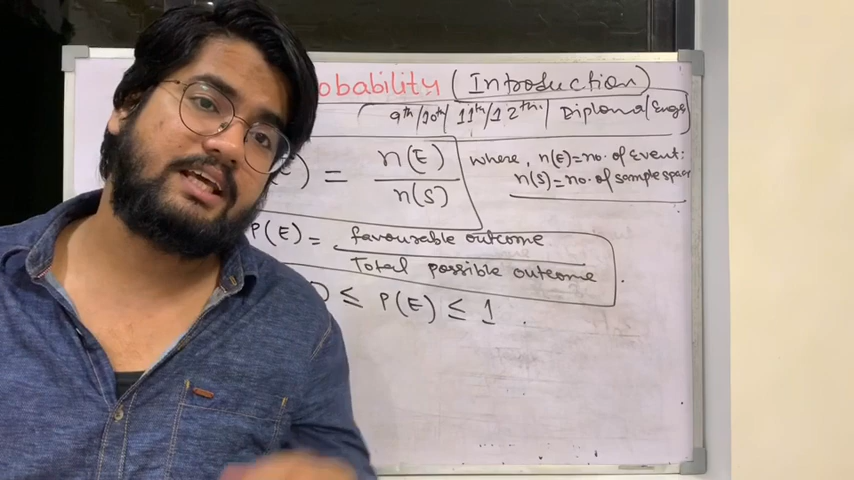 obability (Introduction)
9th/10th/11th/12th./ Diploma/Engg
) = n(E) / n(S)
where, n(E)=no. of Event:
n(S)=no. of sample space
P(E) = favourable outcome / Total possible outcome
0 ≤ P(E) ≤ 1